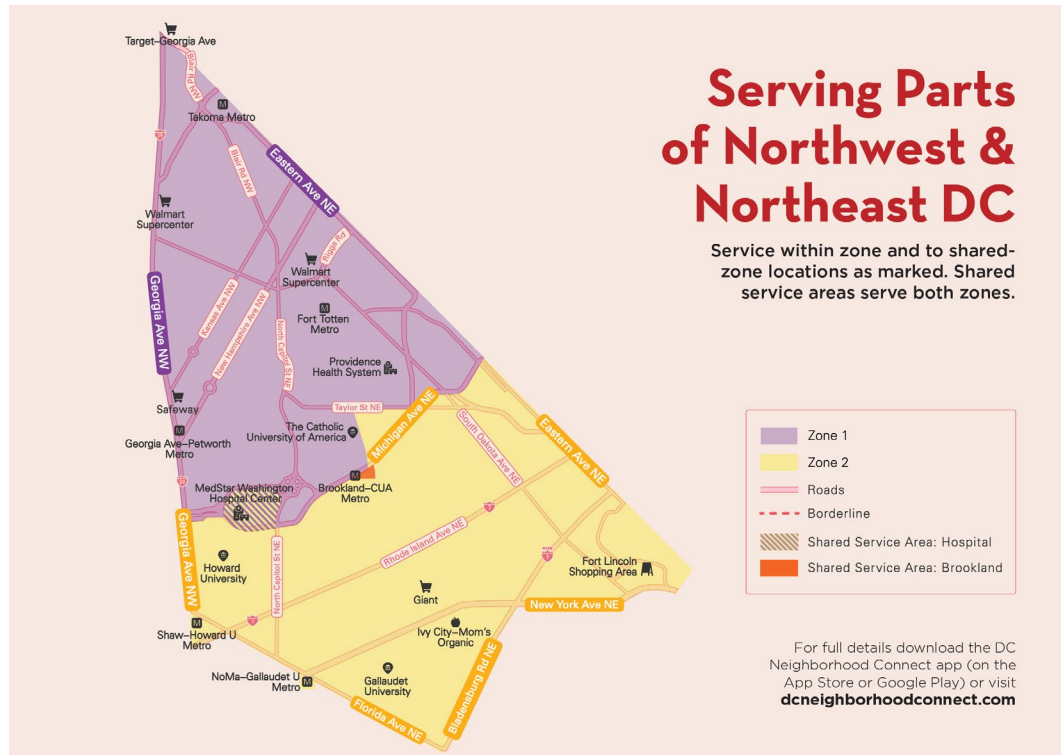 Serving Parts
of Northwest &
Northeast DC
Service within zone and to shared-
zone locations as marked. Shared
service areas serve both zones.
Target–Georgia Ave
Blair Rd NW
Takoma Metro
Blair Rd NW
Eastern Ave NE
Walmart
Supercenter
Riggs Rd
Walmart
Supercenter
Georgia Ave NW
Kansas Ave NW
New Hampshire Ave NW
North Capitol St NE
Fort Totten
Metro
Providence
Health System
Safeway
Taylor St NE
Michigan Ave NE
South Dakota Ave NE
Eastern Ave NE
Georgia Ave–Petworth
Metro
The Catholic
University of America
MedStar Washington
Hospital Center
Brookland–CUA
Metro
Georgia Ave NW
Howard
University
North Capitol St NE
Rhode Island Ave NE
1
1
1
Fort Lincoln
Shopping Area
Giant
New York Ave NE
Shaw–Howard U
Metro
Ivy City–Mom's
Organic
NoMa–Gallaudet U
Metro
Gallaudet
University
Bladensburg Rd NE
Florida Ave NE
Zone 1
Zone 2
Roads
Borderline
Shared Service Area: Hospital
Shared Service Area: Brookland
For full details download the DC
Neighborhood Connect app (on the
App Store or Google Play) or visit
dcneighborhoodconnect.com